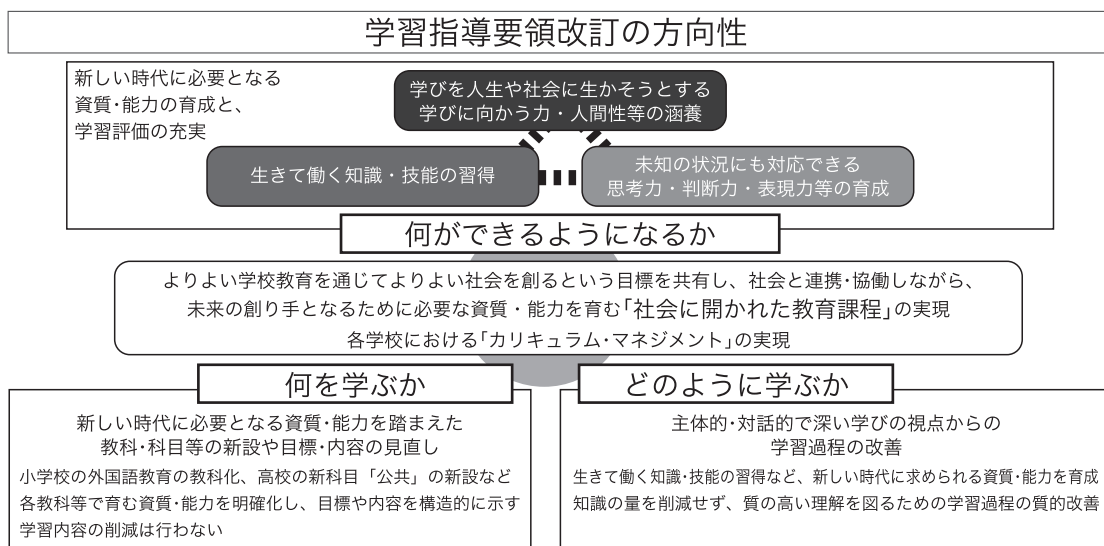 学習指導要領改訂の方向性
新しい時代に必要となる
資質・能力の育成と、
学習評価の充実
学びを人生や社会に生かそうとする
学びに向かう力・人間性等の涵養
生きて働く知識・技能の習得
未知の状況にも対応できる
思考力・判断力・表現力等の育成
何ができるようになるか
よりよい学校教育を通じてよりよい社会を創るという目標を共有し、社会と連携・協働しながら、
未来の創り手となるために必要な資質・能力を育む「社会に開かれた教育課程」の実現
各学校における「カリキュラム・マネジメント」の実現
何を学ぶか
新しい時代に必要となる資質・能力を踏まえた
教科・科目等の新設や目標・内容の見直し
小学校の外国語教育の教科化、高校の新科目「公共」の新設など
各教科等で育む資質・能力を明確化し、目標や内容を構造的に示す
学習内容の削減は行わない
どのように学ぶか
主体的・対話的で深い学びの視点からの
学習過程の改善
生きて働く知識・技能の習得など、新しい時代に求められる資質・能力を育成
知識の量を削減せず、質の高い理解を図るための学習過程の質的改善